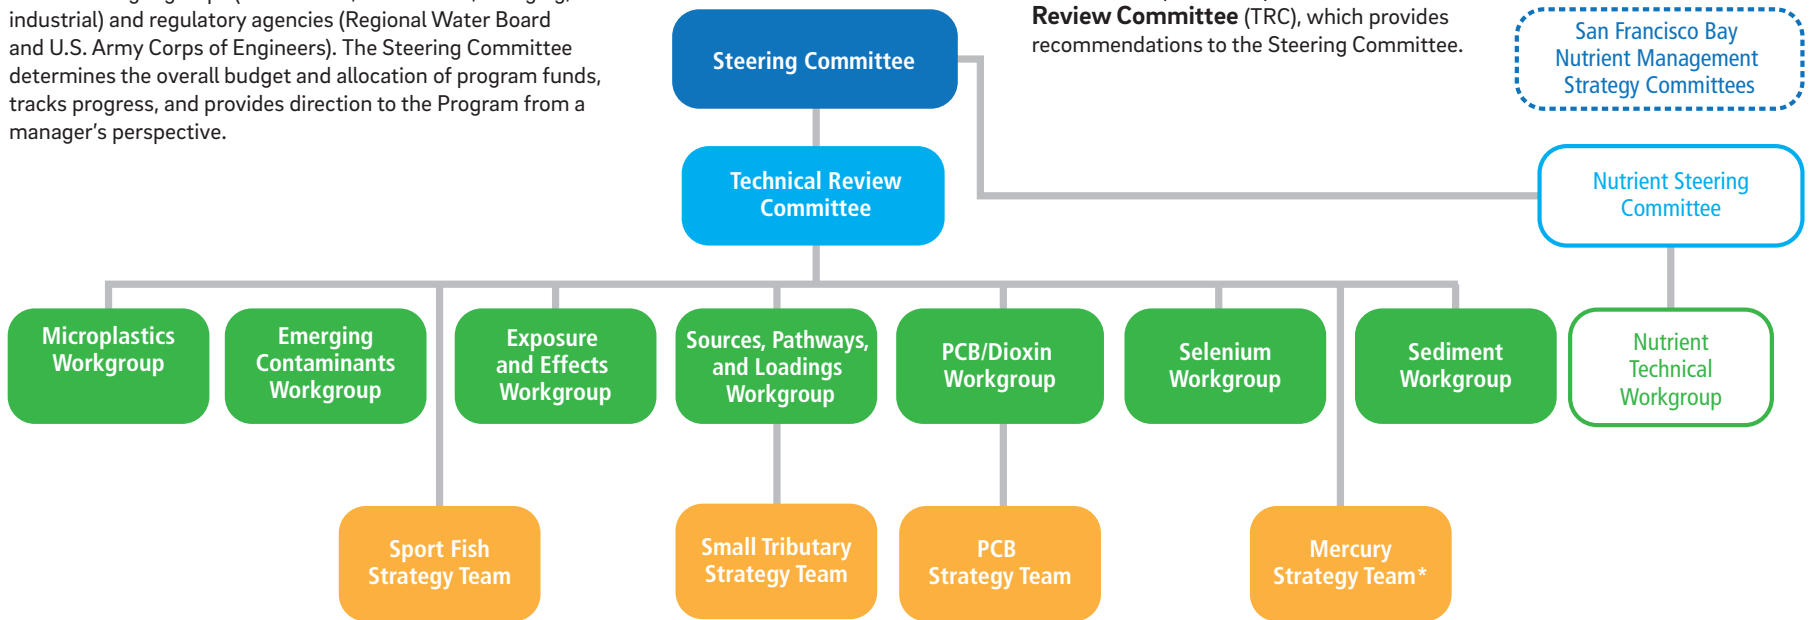 industrial) and regulatory agencies (Regional Water Board
and U.S. Army Corps of Engineers). The Steering Committee
determines the overall budget and allocation of program funds,
tracks progress, and provides direction to the Program from a
manager’s perspective.
Review Committee (TRC), which provides
recommendations to the Steering Committee.
Steering Committee
San Francisco Bay
Nutrient Management
Strategy Committees
Technical Review
Committee
Nutrient Steering
Committee
Microplastics
Workgroup
Emerging
Contaminants
Workgroup
Exposure
and Effects
Workgroup
Sources, Pathways,
and Loadings
Workgroup
PCB/Dioxin
Workgroup
Selenium
Workgroup
Sediment
Workgroup
Nutrient
Technical
Workgroup
Sport Fish
Strategy Team
Small Tributary
Strategy Team
PCB
Strategy Team
Mercury
Strategy Team*